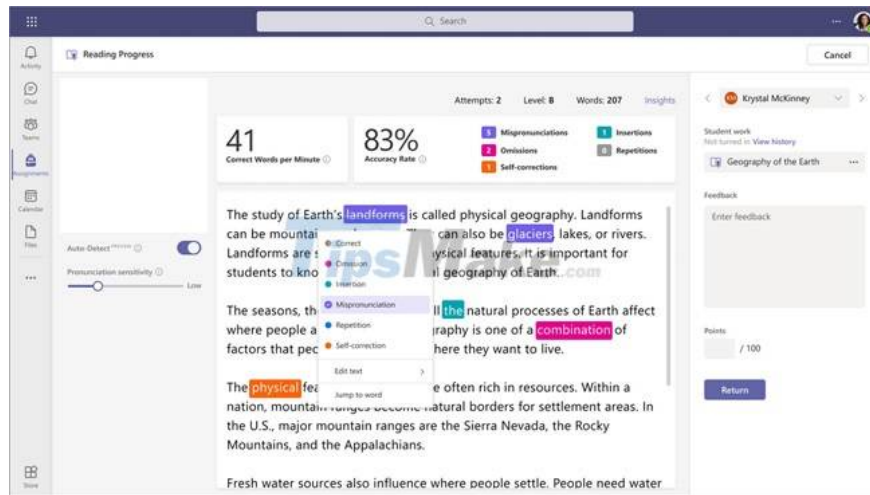 Search
Activity
Reading Progress
Cancel
Chat
Attempts: 2 Level: B Words: 207 Insights
Krystal McKinney
Teams
41
Correct Words per Minute
83%
Accuracy Rate
5 Mispronunciations
1 Insertions
2 Omissions
0 Repetitions
1 Self-corrections
Student work
Not turned in View history
Assignments
Geography of the Earth
Calendar
Feedback
Enter feedback
Files
Auto-Detect PREVIEW
Pronunciation sensitivity
Low
The study of Earth's landforms is called physical geography. Landforms
can be mountai can also be glaciers, lakes, or rivers.
Landforms are s ysical features. It is important for
students to kno al geography of Earth.
The seasons, th ll the natural processes of Earth affect
where people a raphy is one of a combination of
factors that peo here they want to live.
The physical fea e often rich in resources. Within a
nation, mountain ranges become natural borders for settlement areas. In
the U.S., major mountain ranges are the Sierra Nevada, the Rocky
Mountains, and the Appalachians.
Fresh water sources also influence where people settle. People need water
Correct
Omission
Insertion
Mispronunciation
Repetition
Self-correction
Edit text
Jump to word
TipsMake.com
Points
/ 100
Return
Store